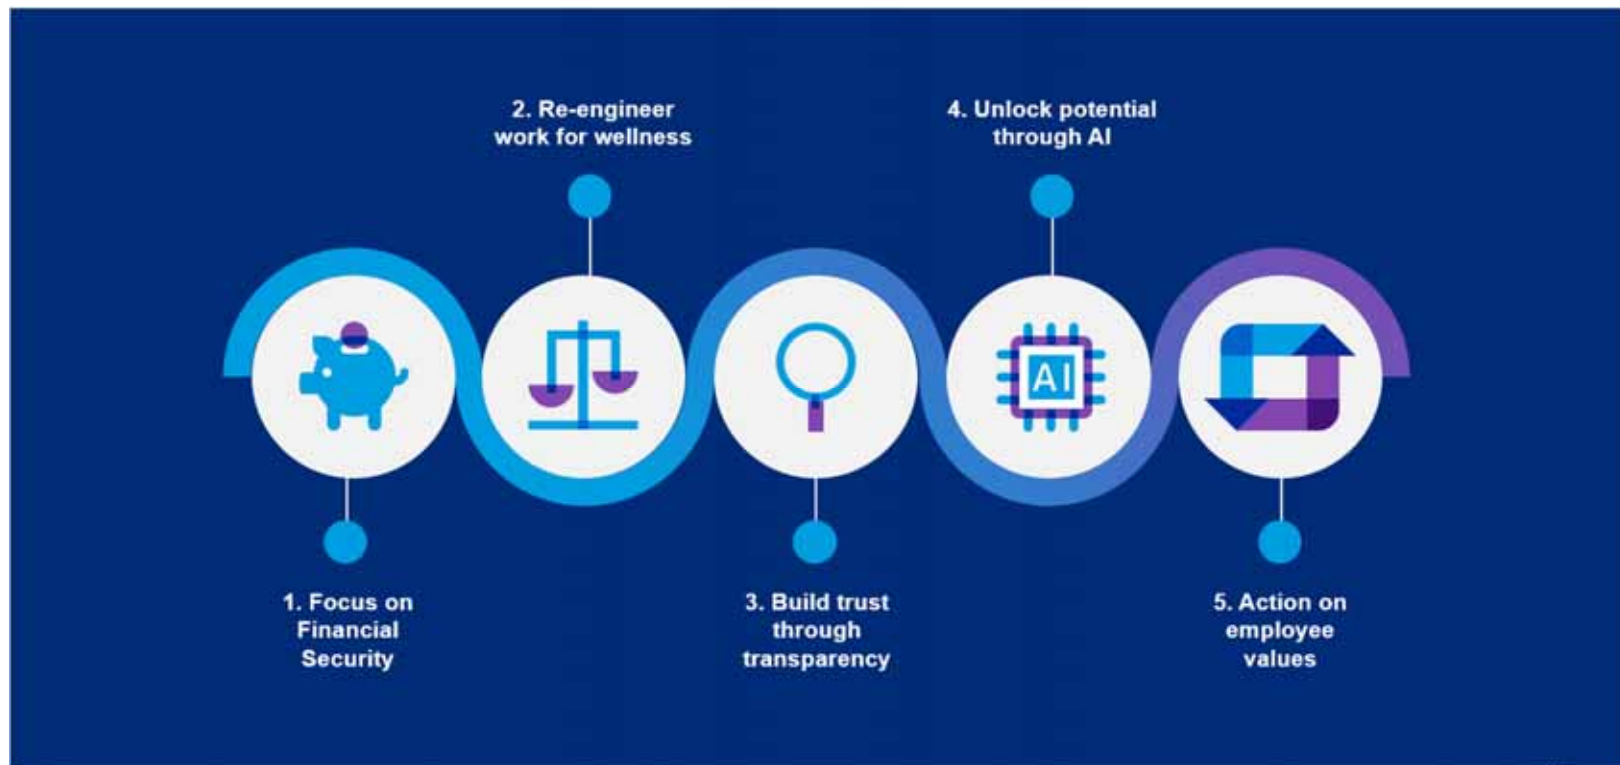 1. Focus on
Financial
Security
2. Re-engineer
work for wellness
3. Build trust
through
transparency
4. Unlock potential
through AI
AI
5. Action on
employee
values